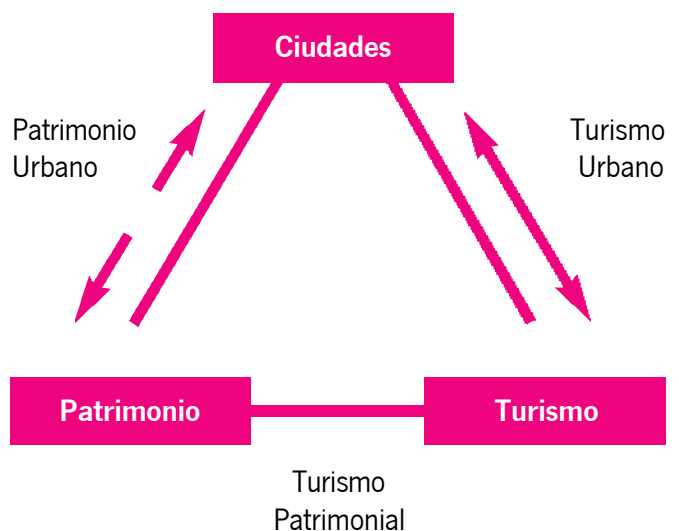 Ciudades
Patrimonio
Urbano
Turismo
Urbano
Patrimonio
Turismo
Turismo
Patrimonial